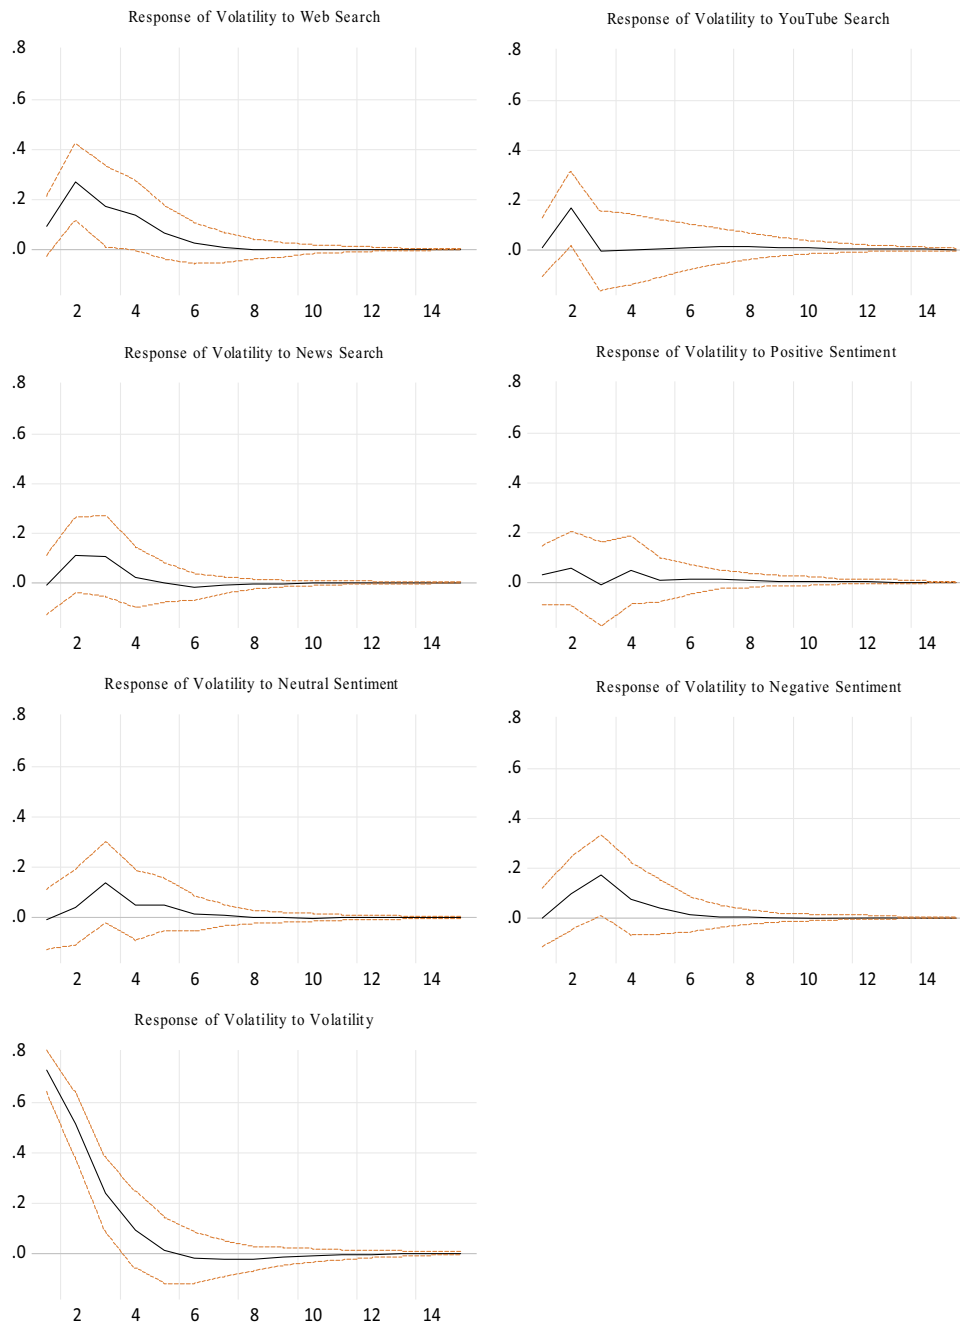 Response of Volatility to Web Search
.8
.6
.4
.2
.0
2 4 6 8 10 12 14
Response of Volatility to YouTube Search
.8
.6
.4
.2
.0
2 4 6 8 10 12 14
Response of Volatility to News Search
.8
.6
.4
.2
.0
2 4 6 8 10 12 14
Response of Volatility to Positive Sentiment
.8
.6
.4
.2
.0
2 4 6 8 10 12 14
Response of Volatility to Neutral Sentiment
.8
.6
.4
.2
.0
2 4 6 8 10 12 14
Response of Volatility to Negative Sentiment
.8
.6
.4
.2
.0
2 4 6 8 10 12 14
Response of Volatility to Volatility
.8
.6
.4
.2
.0
2 4 6 8 10 12 14